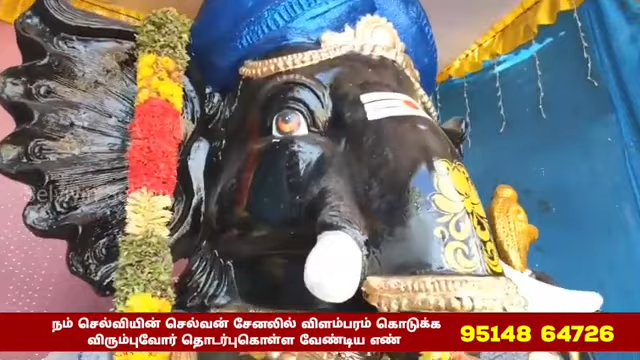 நம் செல்வியின் செல்வன் சேனலில் விளம்பரம் கொடுக்க
விரும்புவோர் தொடர்புகொள்ள வேண்டிய எண்
95148 64726